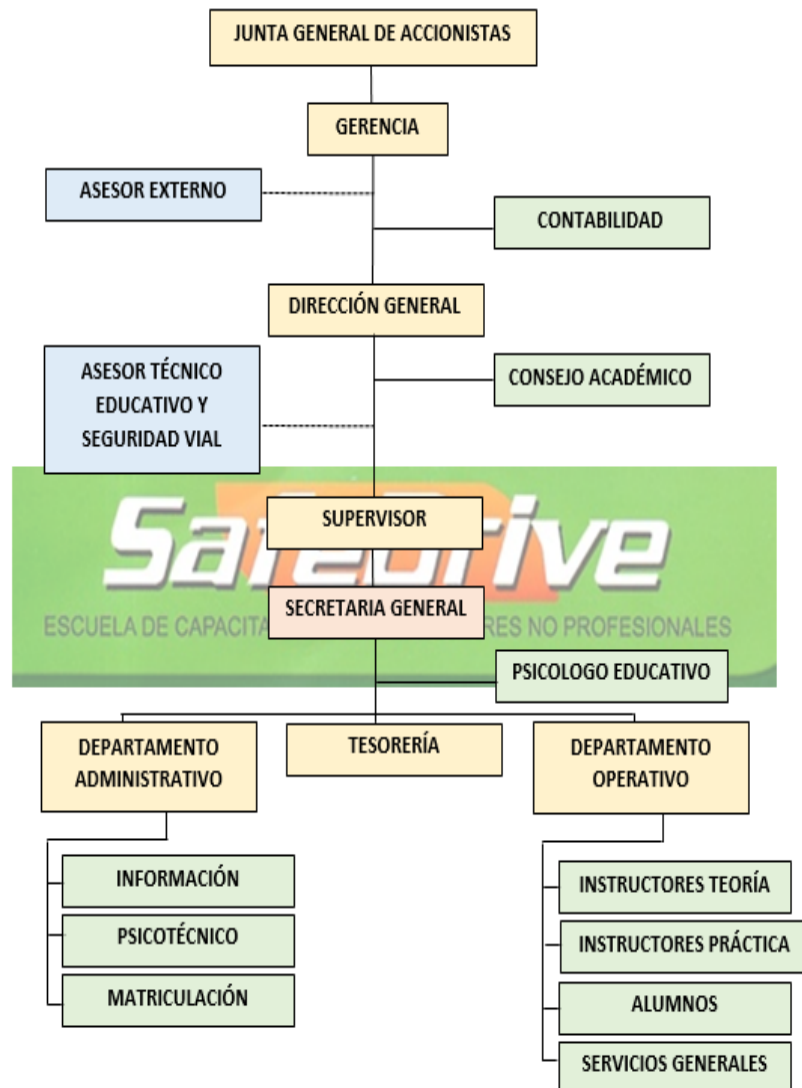 JUNTA GENERAL DE ACCIONISTAS
GERENCIA
ASESOR EXTERNO
CONTABILIDAD
DIRECCIÓN GENERAL
ASESOR TÉCNICO
EDUCATIVO Y
SEGURIDAD VIAL
CONSEJO ACADÉMICO
SafeDrive
SUPERVISOR
SECRETARIA GENERAL
ESCUELA DE CAPACITA RES NO PROFESIONALES
PSICOLOGO EDUCATIVO
DEPARTAMENTO
ADMINISTRATIVO
TESORERÍA
DEPARTAMENTO
OPERATIVO
INFORMACIÓN
PSICOTÉCNICO
MATRICULACIÓN
INSTRUCTORES TEORÍA
INSTRUCTORES PRÁCTICA
ALUMNOS
SERVICIOS GENERALES